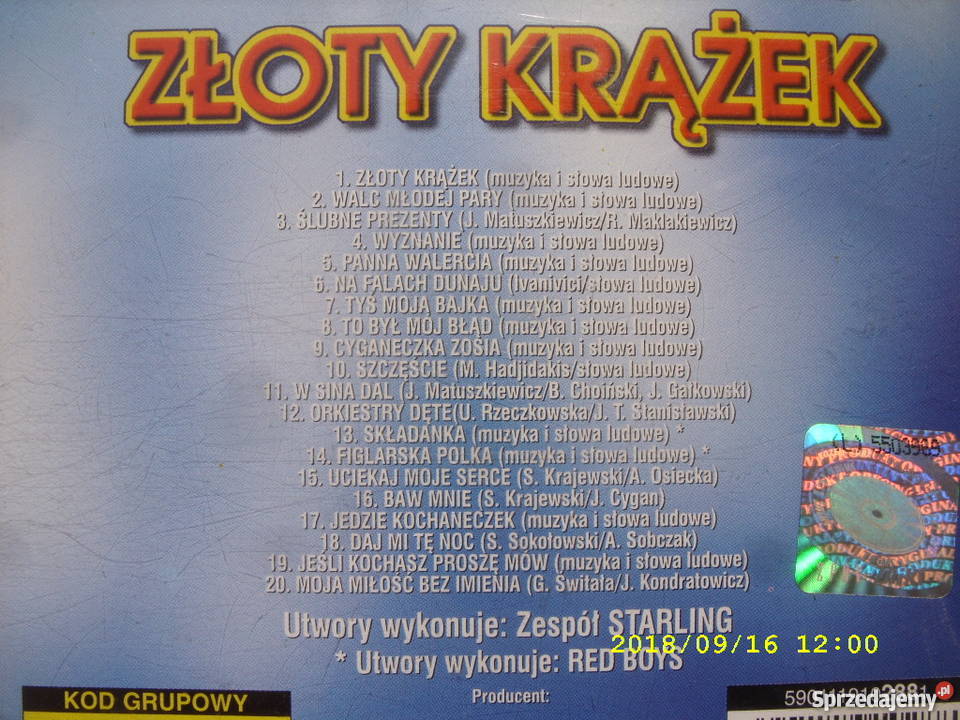 ZŁOTY KRĄŻEK
1. ZŁOTY KRĄŻEK (muzyka i słowa ludowe)
2. WALC MŁODEJ PARY (muzyka i słowa ludowe)
3. ŚLUBNE PREZENTY (J. Matuszkiewicz/R. Makłakiewicz)
4. WYZNANIE (muzyka i słowa ludowe)
5. PANNA WALERCIA (muzyka i słowa ludowe)
6. NA FALACH DUNAJU (Ivanivici/słowa ludowe)
7. TYŚ MOJĄ BAJKĄ (muzyka i słowa ludowe)
8. TO BYŁ MÓJ BŁĄD (muzyka i słowa ludowe)
9. CYGANECZKA ZOSIA (muzyka i słowa ludowe)
10. SZCZĘŚCIE (M. Hadjidakis/słowa ludowe)
11. W SINĄ DAL (J. Matuszkiewicz/B. Choiński, J. Gałkowski)
12. ORKIESTRY DĘTE(U. Rzeczkowska/J. T. Stanisławski)
13. SKŁADANKA (muzyka i słowa ludowe) *
14. FIGLARSKA POLKA (muzyka i słowa ludowe) *
15. UCIEKAJ MOJE SERCE (S. Krajewski/A. Osiecka)
16. BAW MNIE (S. Krajewski/J. Cygan)
17. JEDZIE KOCHANECZEK (muzyka i słowa ludowe)
18. DAJ MI TĘ NOC (S. Sokołowski/A. Sobczak)
19. JEŚLI KOCHASZ PROSZĘ MÓW (muzyka i słowa ludowe)
20. MOJA MIŁOŚĆ BEZ IMIENIA (G. Świtała/J. Kondratowicz)
Utwory wykonuje: Zespół STARLING
2018/09/16 12:00
* Utwory wykonuje: RED BOYS
Producent:
KOD GRUPOWY
Sprzedajemy.pl